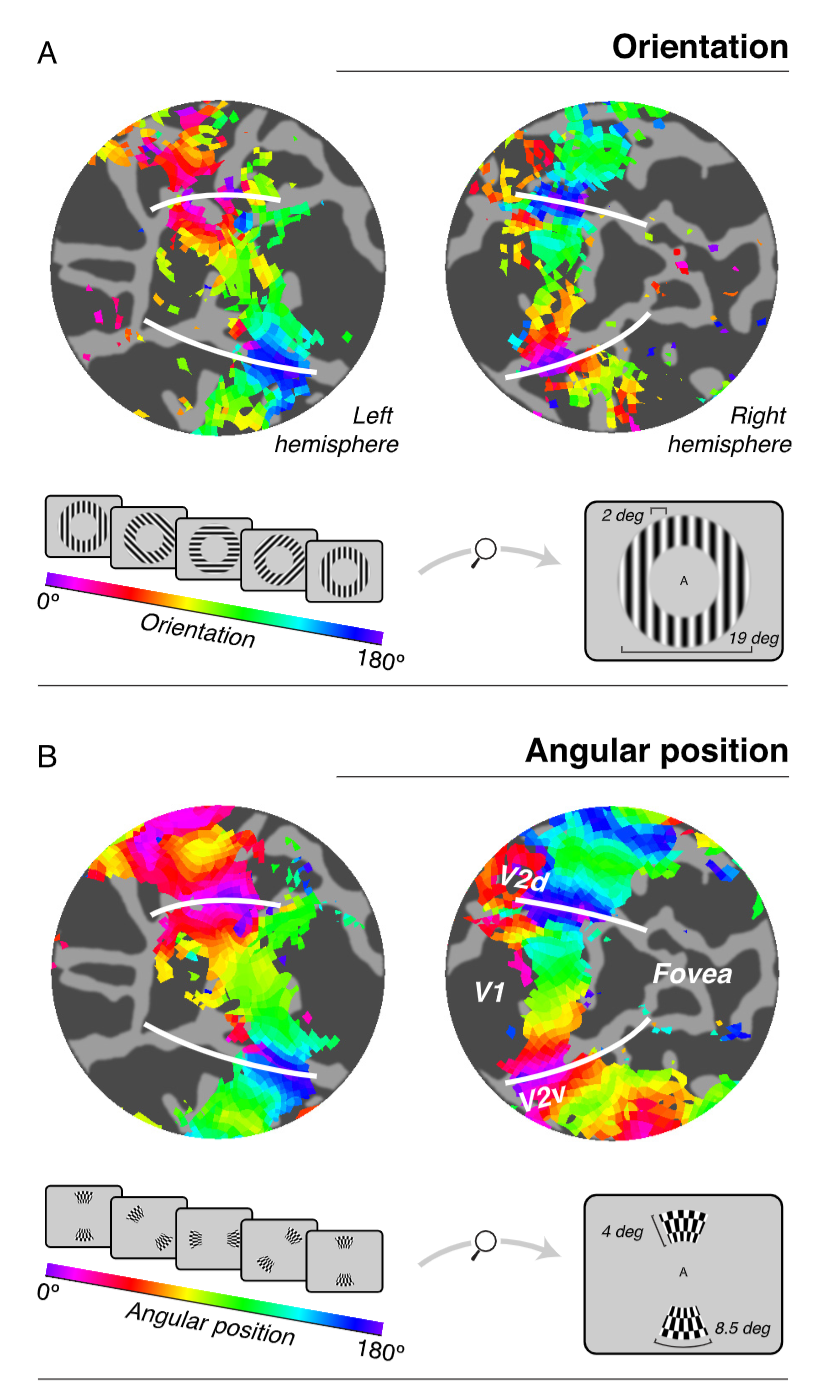 A
Orientation
Left
hemisphere
Right
hemisphere
0º
Orientation
180º
2 deg
A
19 deg
B
Angular position
V2d
V1
Fovea
V2v
0º
Angular position
180º
4 deg
A
8.5 deg